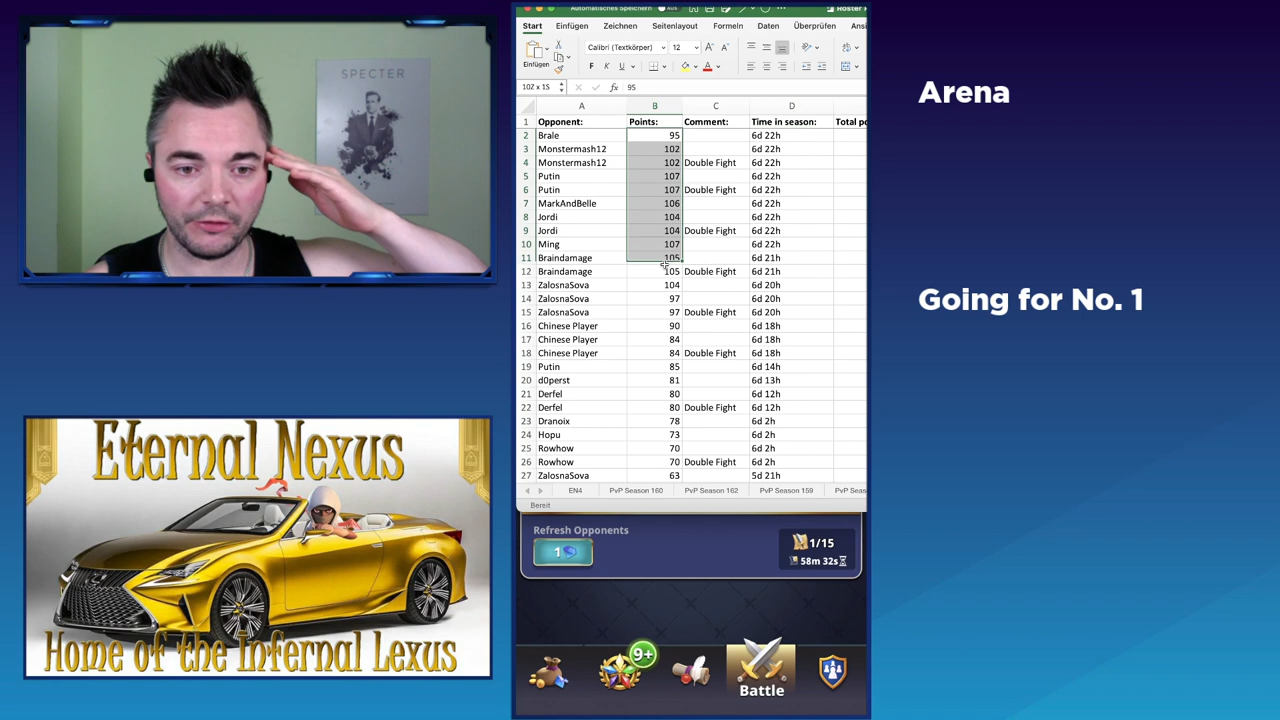 SPECTER
Automatisches Speichern
Start Einfügen Zeichnen Seitenlayout Formeln Daten Überprüfen
Einfügen
Calibri (Textkörper) 12
F K U
102 x 1S fx 95
A B C D
1 Opponent: Points: Comment: Time in season:
2 Brale 95 6d 22h
3 Monstermash12 102 6d 22h
4 Monstermash12 102 Double Fight 6d 22h
5 Putin 107 6d 22h
6 Putin 107 Double Fight 6d 22h
7 MarkAndBelle 106 6d 22h
8 Jordi 104 6d 22h
9 Jordi 104 Double Fight 6d 22h
10 Ming 107 6d 22h
11 Braindamage 105 6d 21h
12 Braindamage 105 Double Fight 6d 21h
13 ZalosnaSova 104 6d 20h
14 ZalosnaSova 97 6d 20h
15 ZalosnaSova 97 Double Fight 6d 20h
16 Chinese Player 90 6d 18h
17 Chinese Player 84 6d 18h
18 Chinese Player 84 Double Fight 6d 18h
19 Putin 85 6d 14h
20 d0perst 81 6d 13h
21 Derfel 80 6d 12h
22 Derfel 80 Double Fight 6d 12h
23 Dranoix 78 6d 2h
24 Hopu 73 6d 2h
25 Rowhow 70 6d 2h
26 Rowhow 70 Double Fight 6d 2h
27 ZalosnaSova 63 5d 21h
EN4 PvP Season 160 PvP Season 162 PvP Season 159
Bereit
Refresh Opponents
1
1/15
58m 32s
9+
Battle
Arena
Going for No. 1
Eternal Nexus
Home of the Infernal Lexus